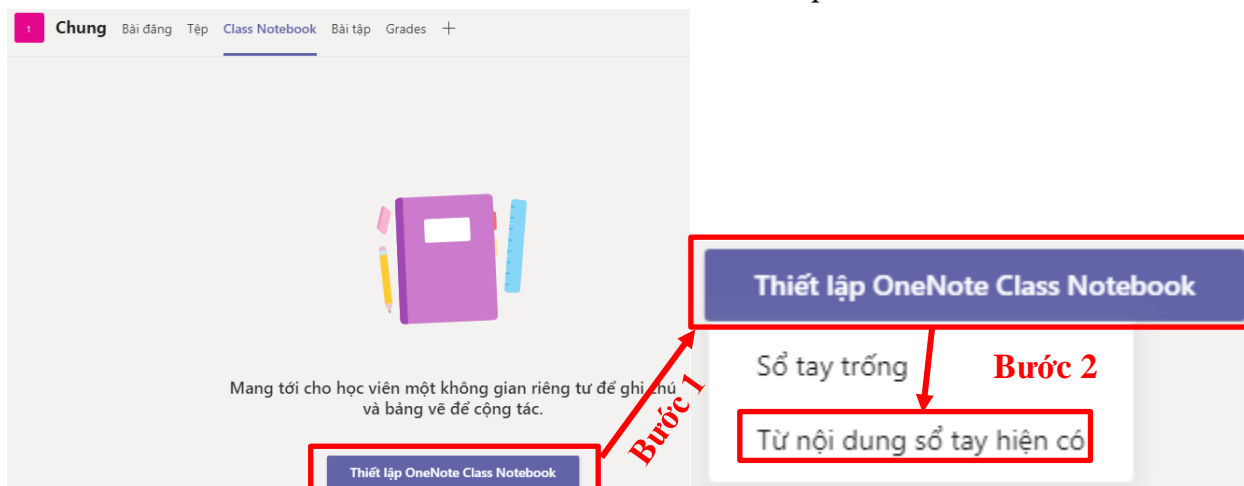 t Chung Bài đăng Tệp Class Notebook Bài tập Grades +
Mang tới cho học viên một không gian riêng tư để ghi chú
và bảng vẽ để cộng tác.
Thiết lập OneNote Class Notebook
Bước 1
Thiết lập OneNote Class Notebook
Sổ tay trống
Bước 2
Từ nội dung sổ tay hiện có